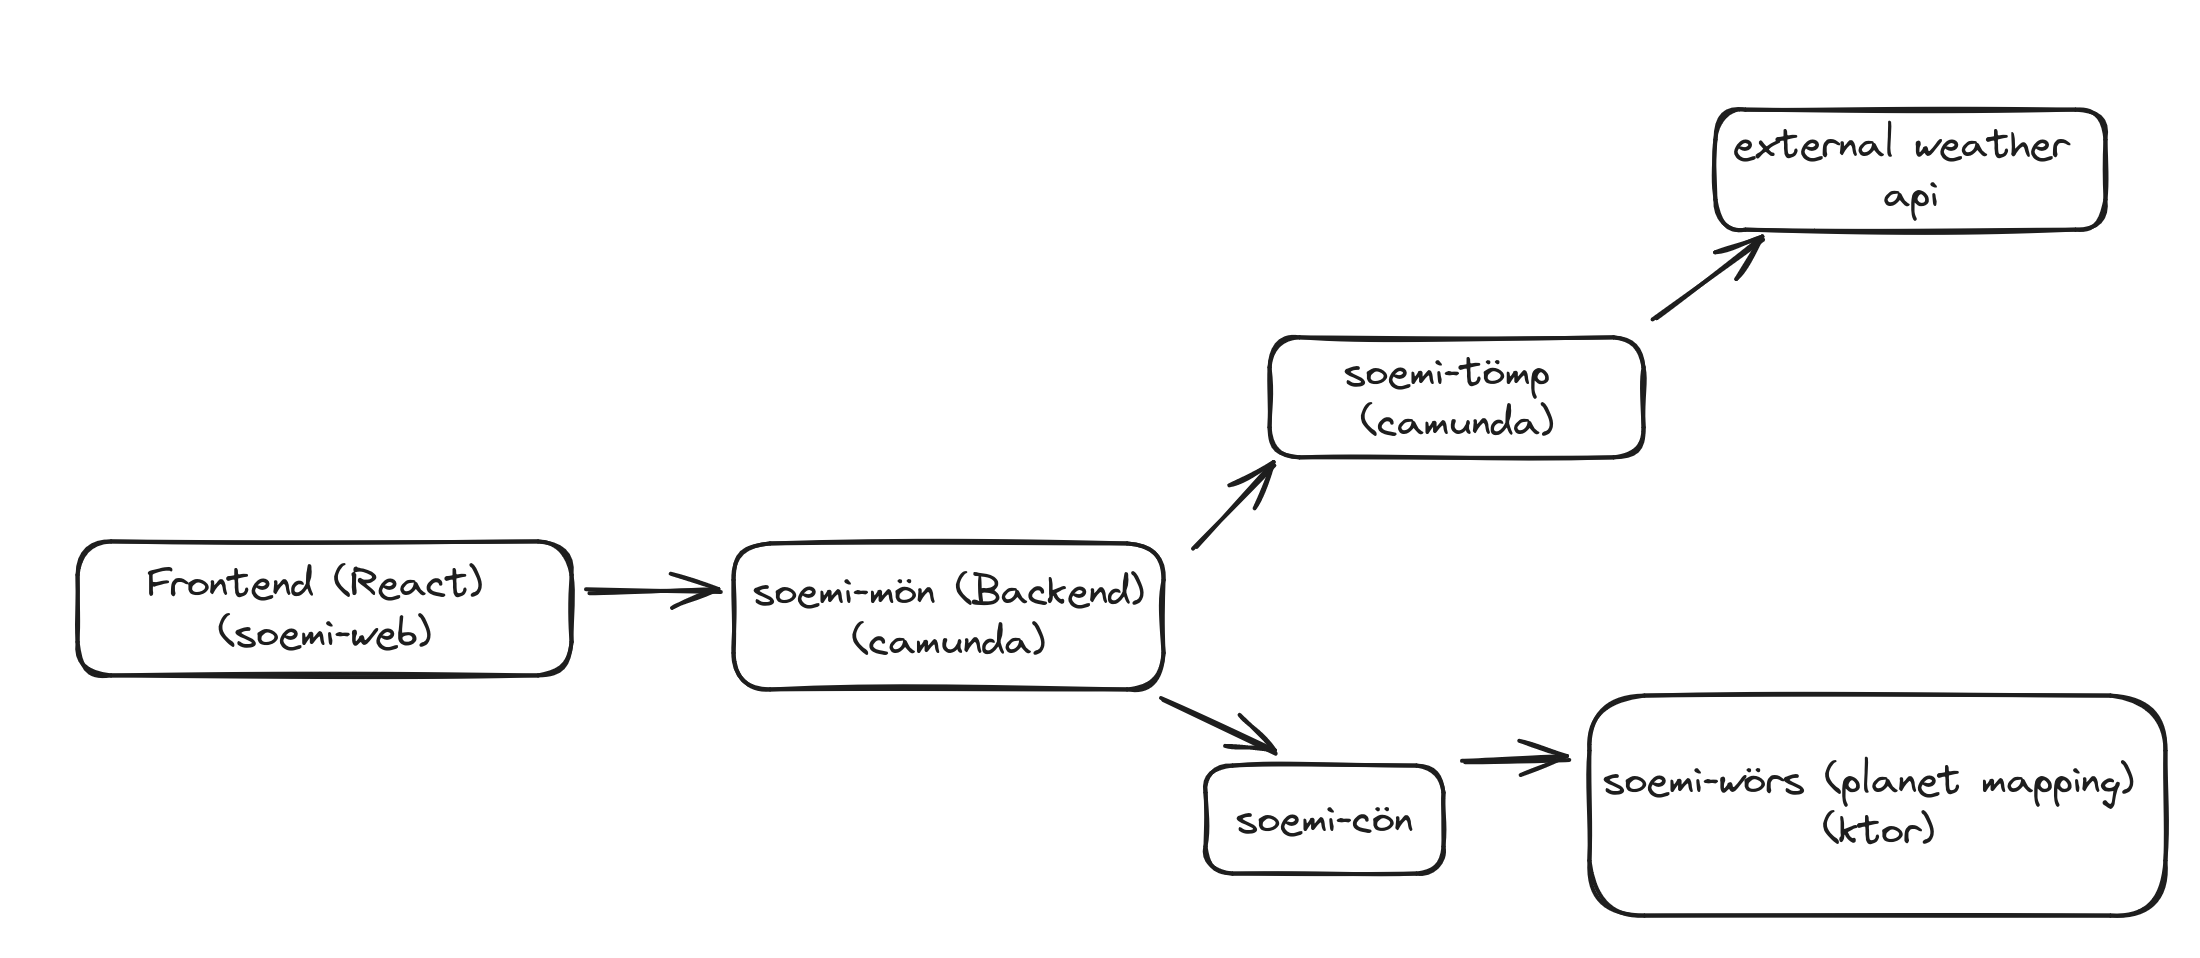 external weather
api
soemi-tömp
(camunda)
Frontend (React)
(soemi-web)
soemi-mön (Backend)
(camunda)
soemi-cön
soemi-wörs (planet mapping)
(ktor)